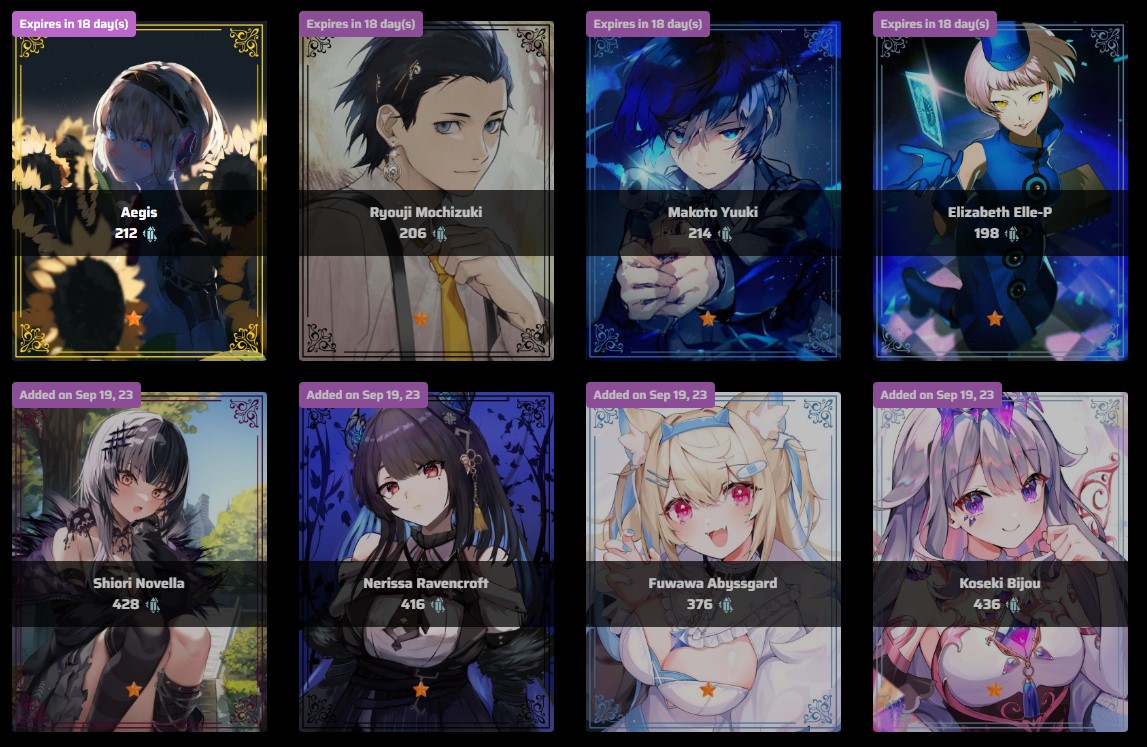 Expires in 18 day(s)
Expires in 18 day(s)
Expires in 18 day(s)
Expires in 18 day(s)
Aegis
212
Ryouji Mochizuki
206
Makoto Yuuki
214
Elizabeth Elle-P
198
Added on Sep 19, 23
Added on Sep 19, 23
Added on Sep 19, 23
Added on Sep 19, 23
Shiori Novella
428
Nerissa Ravencroft
416
Fuwawa Abyssgard
376
Koseki Bijou
436